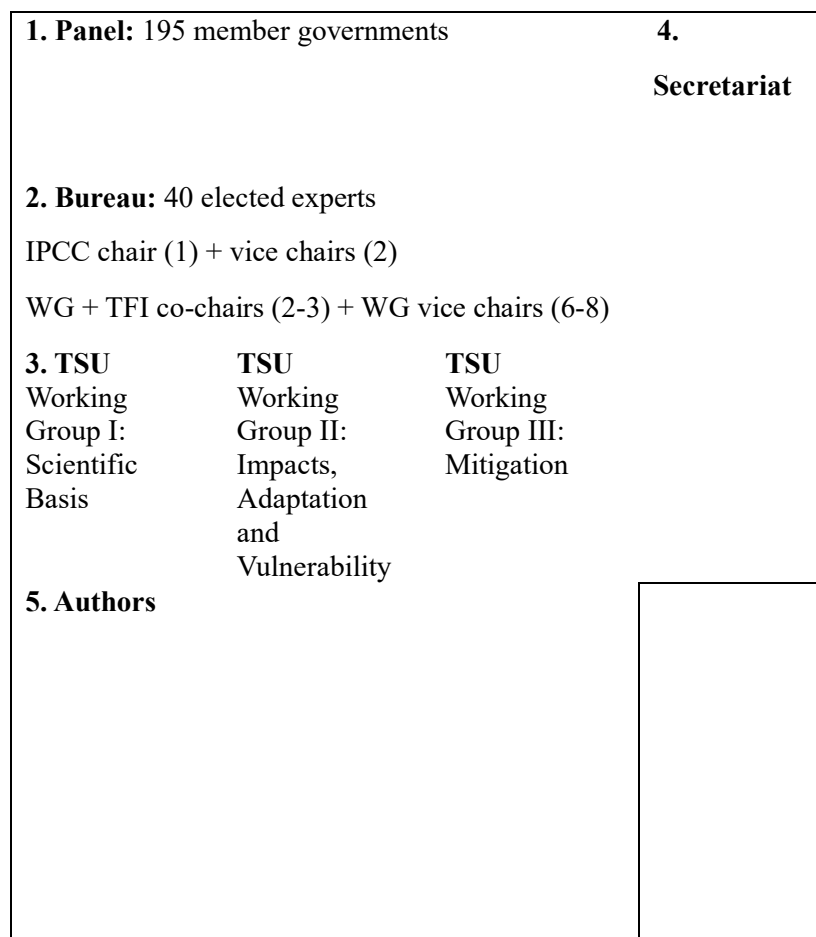 1. Panel: 195 member governments
4.
Secretariat
2. Bureau: 40 elected experts
IPCC chair (1) + vice chairs (2)
WG + TFI co-chairs (2-3) + WG vice chairs (6-8)
3. TSU
Working
Group I:
Scientific
Basis
TSU
Working
Group II:
Impacts,
Adaptation
and
Vulnerability
TSU
Working
Group III:
Mitigation
5. Authors